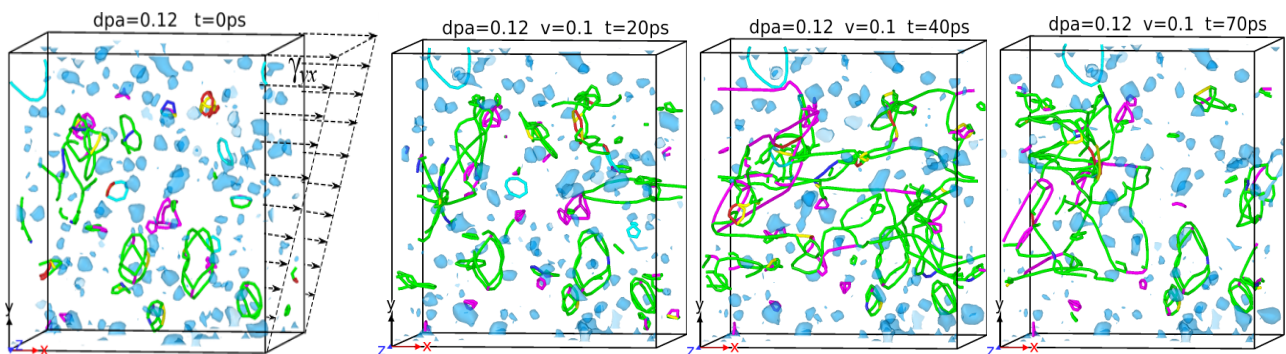 dpa=0.12 t=0ps
γyx
y
z
x
dpa=0.12 v=0.1 t=20ps
y
z
x
dpa=0.12 v=0.1 t=40ps
y
z
x
dpa=0.12 v=0.1 t=70ps
y
z
x